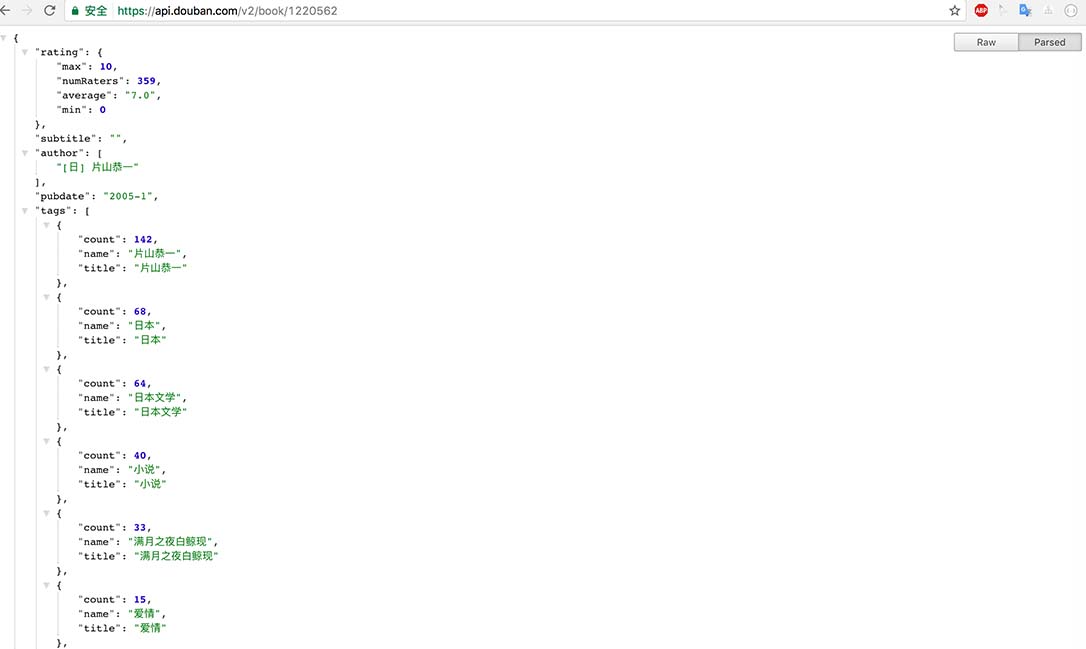 安全 https://api.douban.com/v2/book/1220562
ABP
Raw Parsed
{
"rating": {
"max": 10,
"numRaters": 359,
"average": "7.0",
"min": 0
},
"subtitle": "",
"author": [
"[日] 片山恭一"
],
"pubdate": "2005-1",
"tags": [
{
"count": 142,
"name": "片山恭一",
"title": "片山恭一"
},
{
"count": 68,
"name": "日本",
"title": "日本"
},
{
"count": 64,
"name": "日本文学",
"title": "日本文学"
},
{
"count": 40,
"name": "小说",
"title": "小说"
},
{
"count": 33,
"name": "满月之夜白鲸现",
"title": "满月之夜白鲸现"
},
{
"count": 15,
"name": "爱情",
"title": "爱情"
},